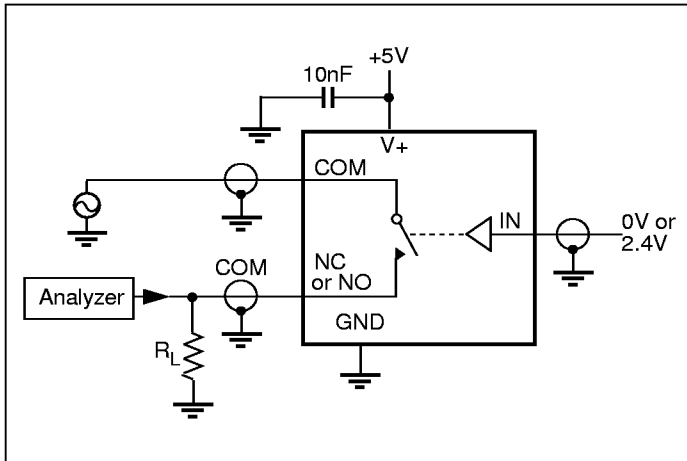 +5V
10nF
V+
COM
IN
0V or
2.4V
COM
NC
or NO
Analyzer
GND
RL